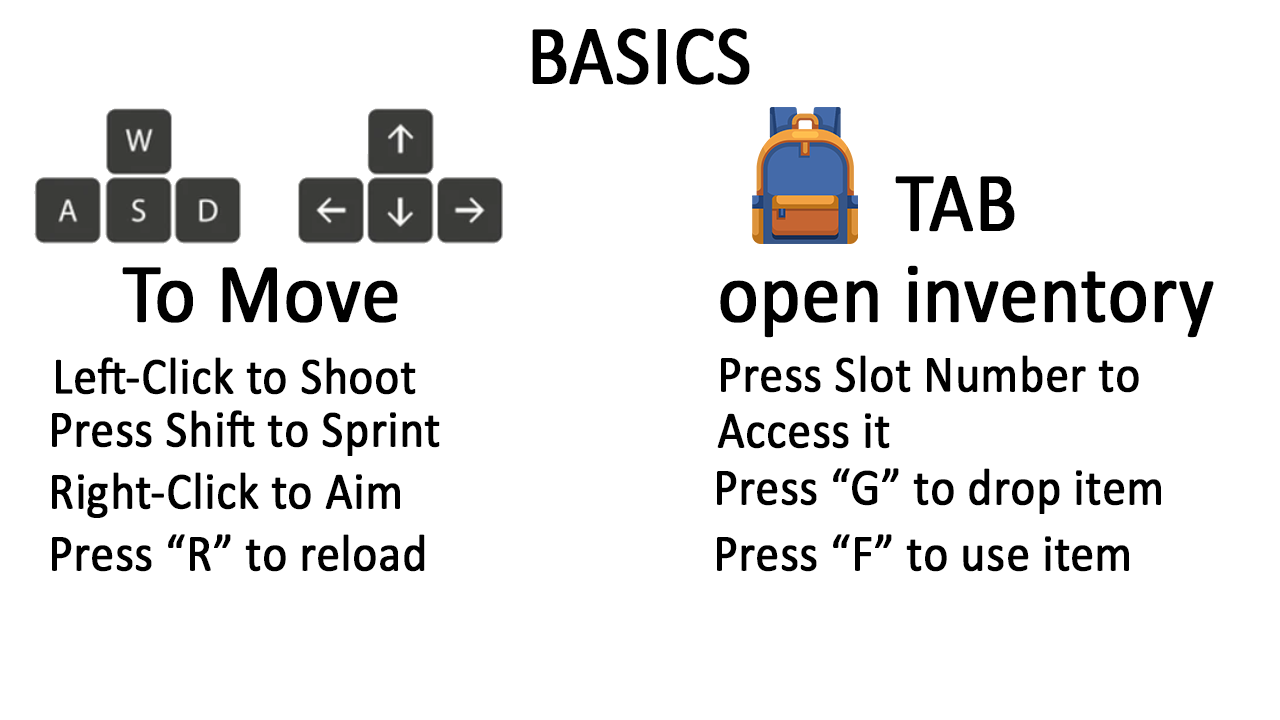 BASICS
W
A S D
↑
← ↓ →
To Move
Left-Click to Shoot
Press Shift to Sprint
Right-Click to Aim
Press “R” to reload
TAB
open inventory
Press Slot Number to
Access it
Press “G” to drop item
Press “F” to use item